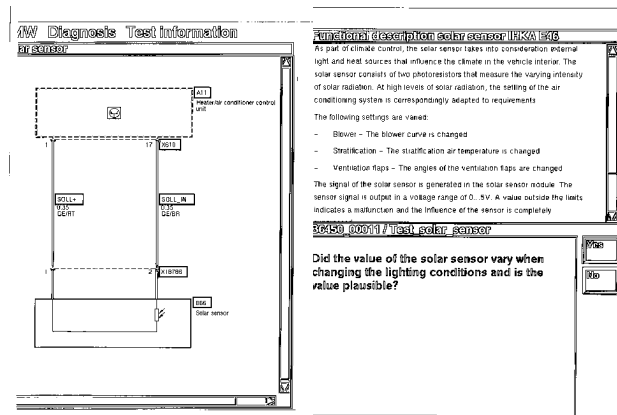 MW Diagnosis Test information
ar sensor
A11
Heater/air conditioner control
unit
1
17
X610
SOLL+
0.35
GE/RT
SOLL_IN
0.35
GE/BR
1
2
X18786
B66
Solar sensor
Functional description solar sensor IHKA E46
As part of climate control, the solar sensor takes into consideration external
light and heat sources that influence the climate in the vehicle interior. The
solar sensor consists of two photoresistors that measure the varying intensity
of solar radiation. At high levels of solar radiation, the setting of the air
conditioning system is correspondingly adapted to requirements
The following settings are varied:
– Blower – The blower curve is changed
– Stratification – The stratification air temperature is changed
– Ventilation flaps – The angles of the ventilation flaps are changed
The signal of the solar sensor is generated in the solar sensor module. The
sensor signal is output in a voltage range of 0...5V. A value outside the limits
indicates a malfunction and the influence of the sensor is completely
B6450_00011 / Test_solar_sensor
Did the value of the solar sensor vary when
changing the lighting conditions and is the
value plausible?
Yes
No